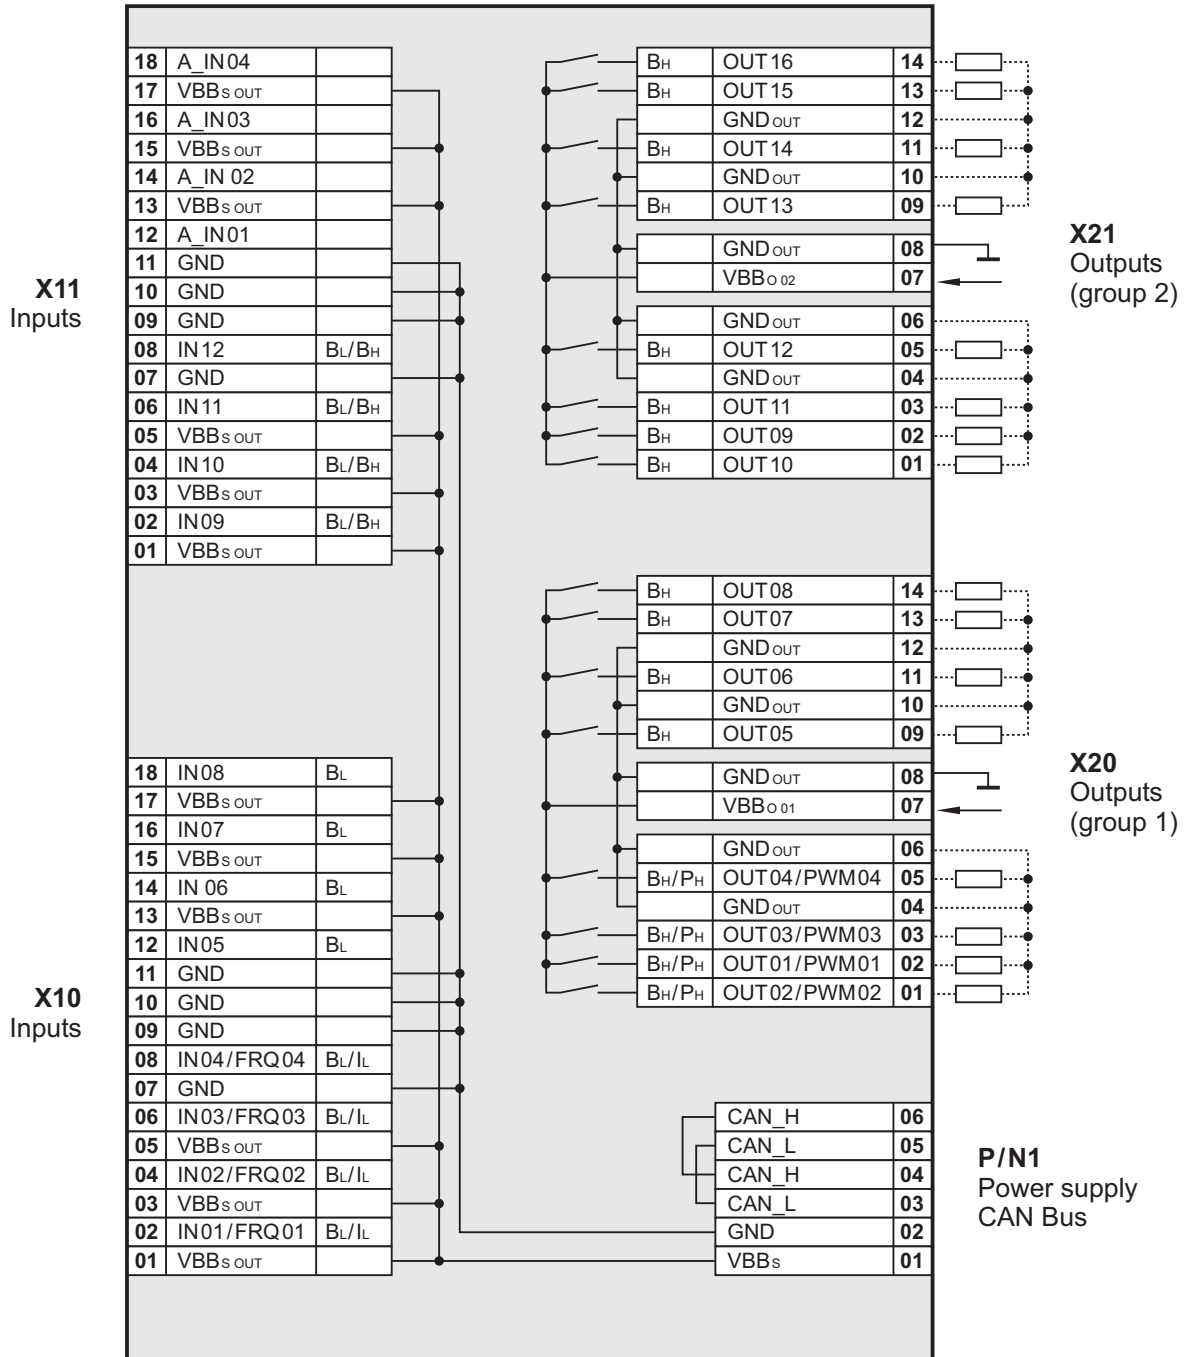 X11
Inputs
18 A_IN04
17 VBBS OUT
16 A_IN03
15 VBBS OUT
14 A_IN 02
13 VBBS OUT
12 A_IN01
11 GND
10 GND
09 GND
08 IN12 BL/BH
07 GND
06 IN11 BL/BH
05 VBBS OUT
04 IN10 BL/BH
03 VBBS OUT
02 IN09 BL/BH
01 VBBS OUT
X10
Inputs
18 IN08 BL
17 VBBS OUT
16 IN07 BL
15 VBBS OUT
14 IN 06 BL
13 VBBS OUT
12 IN05 BL
11 GND
10 GND
09 GND
08 IN04/FRQ04 BL/IL
07 GND
06 IN03/FRQ03 BL/IL
05 VBBS OUT
04 IN02/FRQ02 BL/IL
03 VBBS OUT
02 IN01/FRQ01 BL/IL
01 VBBS OUT
BH OUT16 14
BH OUT15 13
GNDOUT 12
BH OUT14 11
GNDOUT 10
BH OUT13 09
GNDOUT 08
VBBO 02 07
GNDOUT 06
BH OUT12 05
GNDOUT 04
BH OUT11 03
BH OUT09 02
BH OUT10 01
X21
Outputs
(group 2)
BH OUT08 14
BH OUT07 13
GNDOUT 12
BH OUT06 11
GNDOUT 10
BH OUT05 09
GNDOUT 08
VBBO 01 07
GNDOUT 06
BH/PH OUT04/PWM04 05
GNDOUT 04
BH/PH OUT03/PWM03 03
BH/PH OUT01/PWM01 02
BH/PH OUT02/PWM02 01
X20
Outputs
(group 1)
CAN_H 06
CAN_L 05
CAN_H 04
CAN_L 03
GND 02
VBBS 01
P/N1
Power supply
CAN Bus